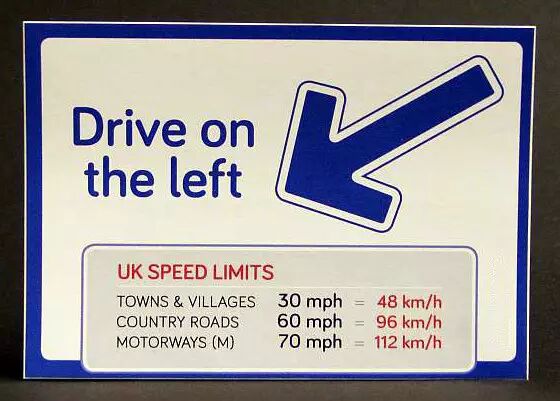 Drive on
the left
UK SPEED LIMITS
TOWNS & VILLAGES 30 mph = 48 km/h
COUNTRY ROADS 60 mph = 96 km/h
MOTORWAYS (M) 70 mph = 112 km/h